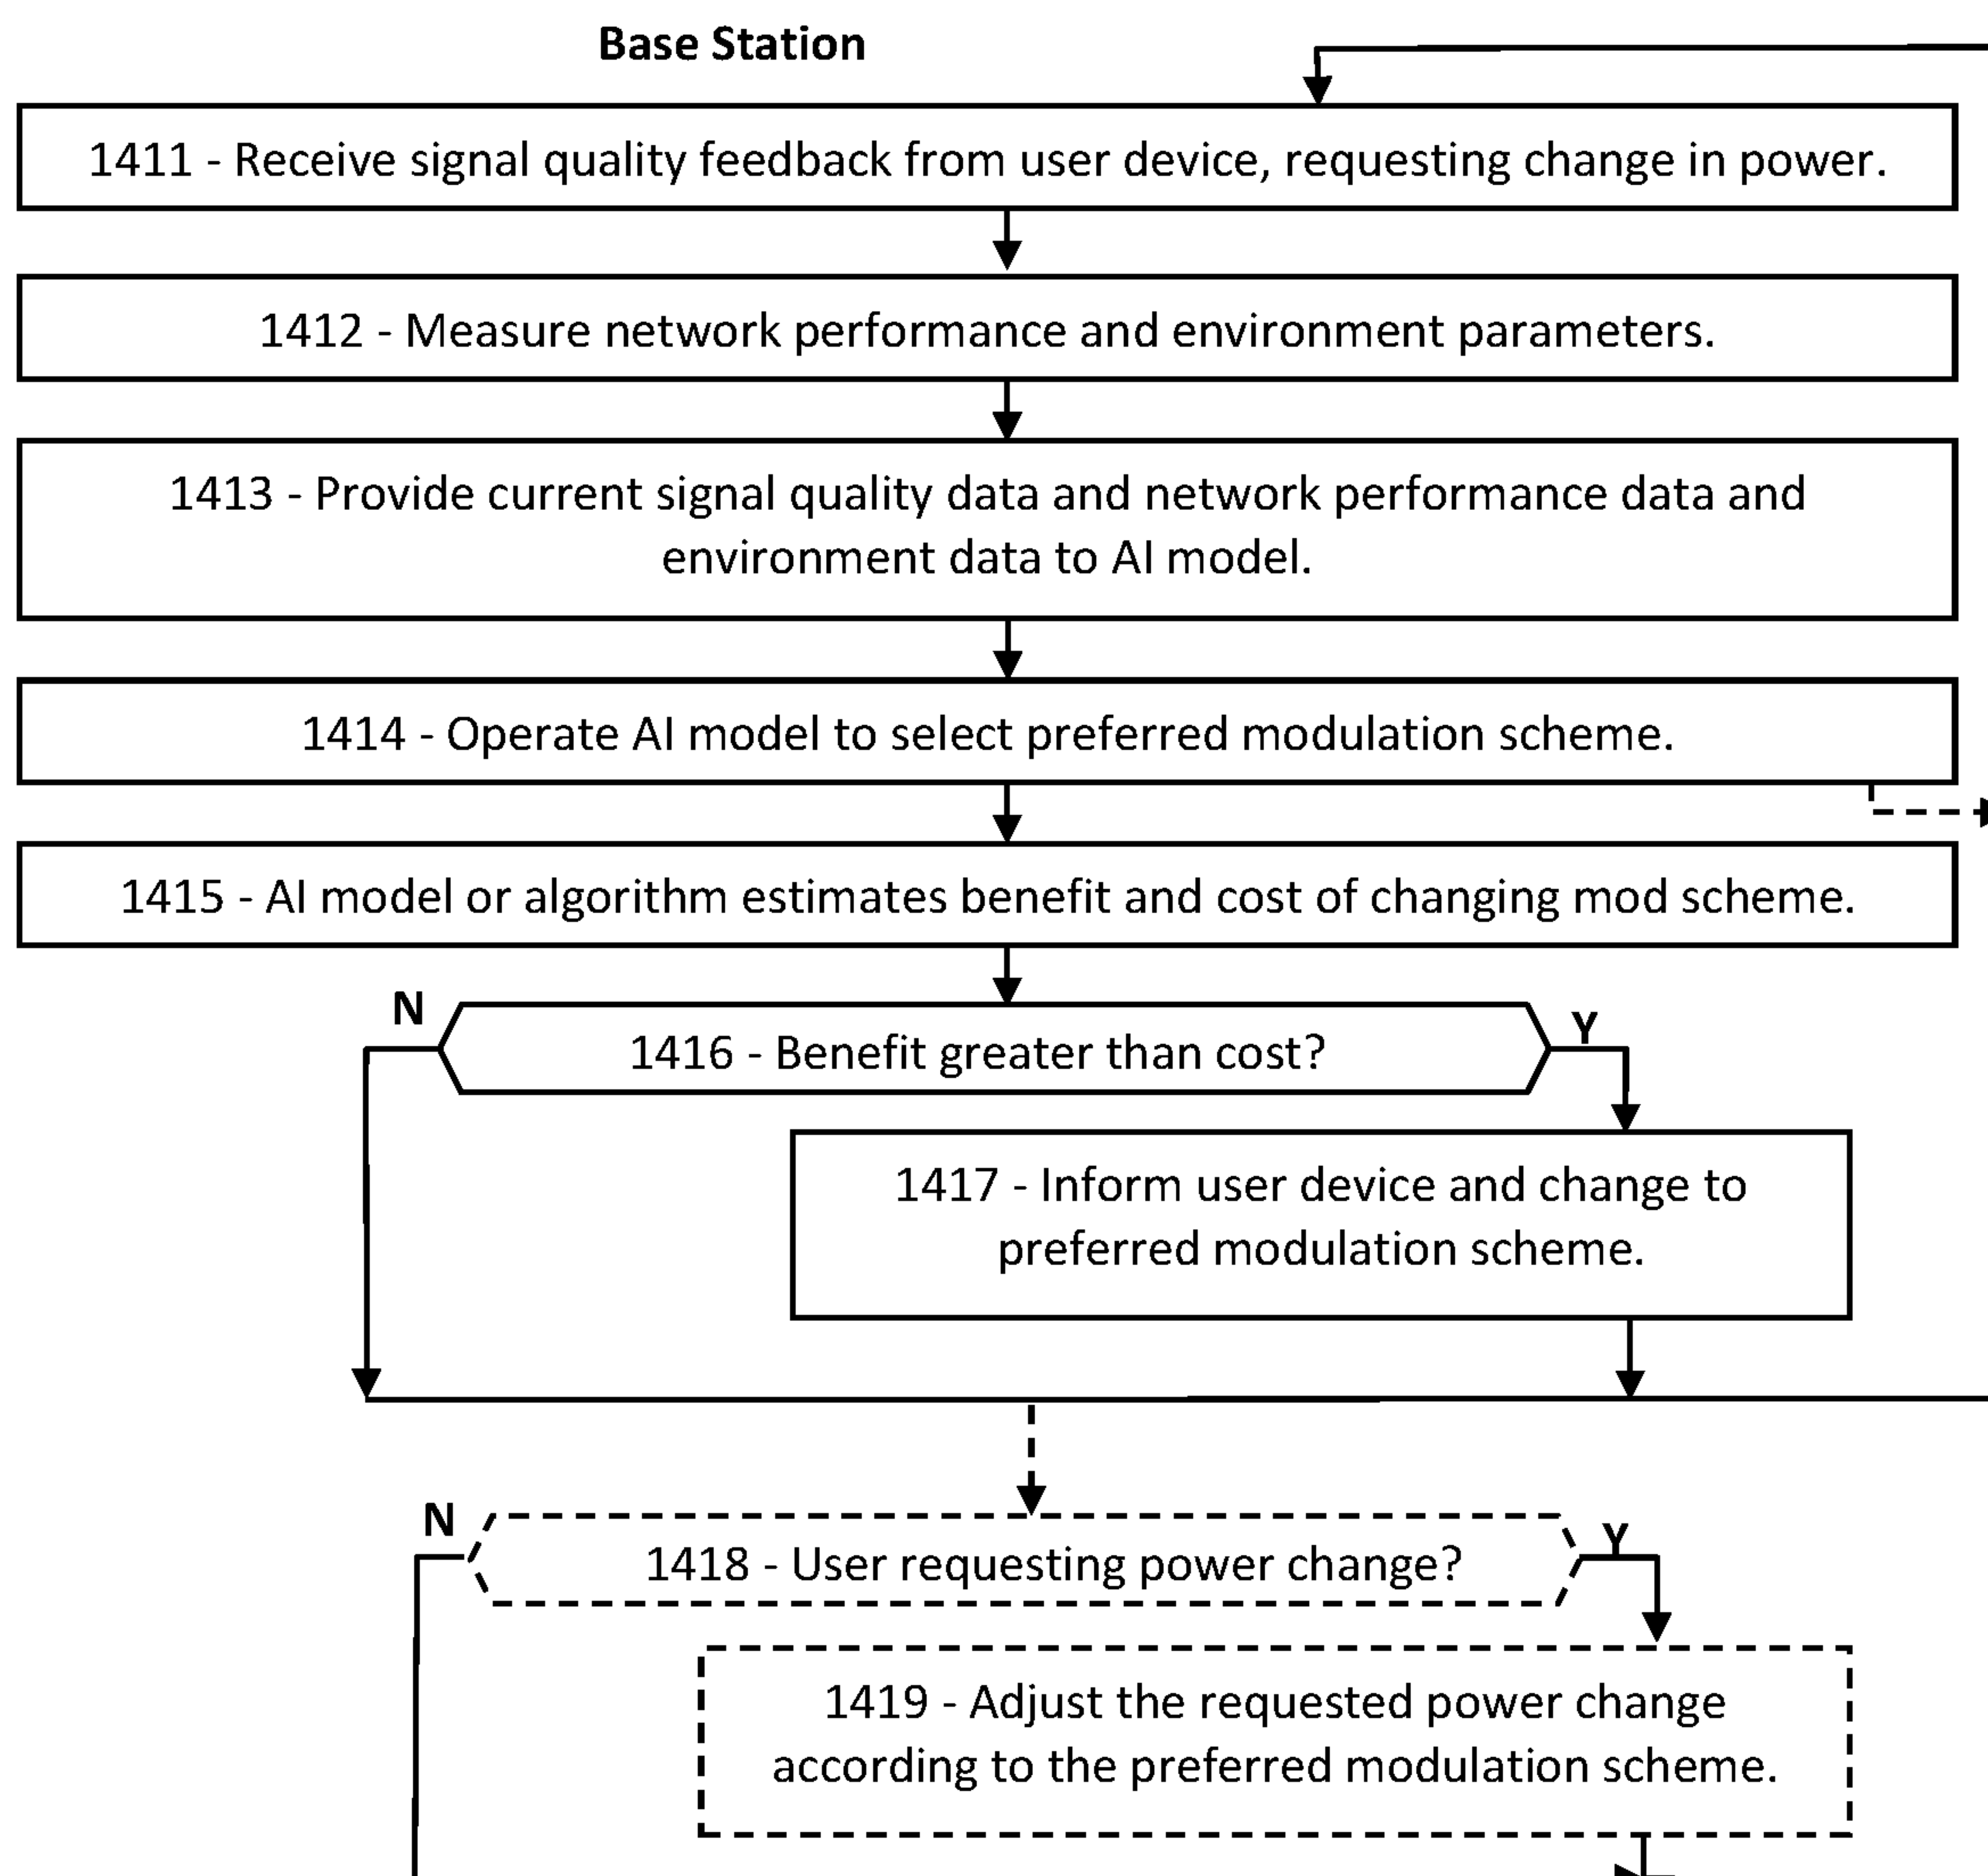 Base Station
1411 - Receive signal quality feedback from user device, requesting change in power.
1412 - Measure network performance and environment parameters.
1413 - Provide current signal quality data and network performance data and
environment data to AI model.
1414 - Operate AI model to select preferred modulation scheme.
1415 - AI model or algorithm estimates benefit and cost of changing mod scheme.
N
Y
1416 - Benefit greater than cost?
1417 - Inform user device and change to
preferred modulation scheme.
N
Y
1418 - User requesting power change?
1419 - Adjust the requested power change
according to the preferred modulation scheme.